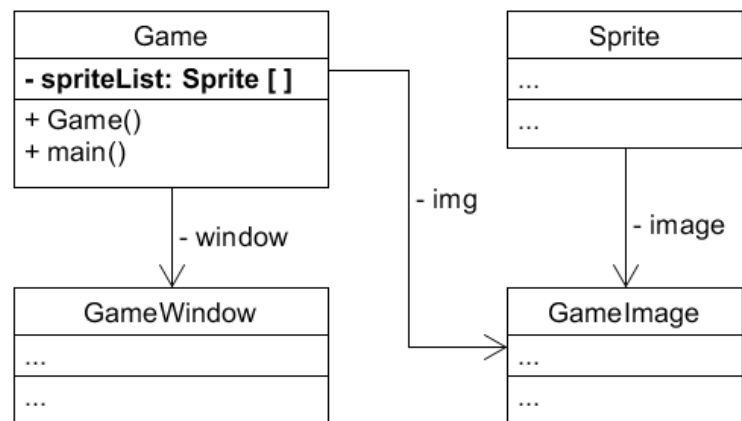 Game
- spriteList: Sprite [ ]
+ Game()
+ main()
Sprite
...
...
- img
- window
- image
GameWindow
...
...
GameImage
...
...